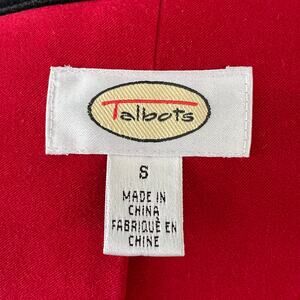 Talbots
S
MADE IN
CHINA
FABRIQUÉ EN
CHINE